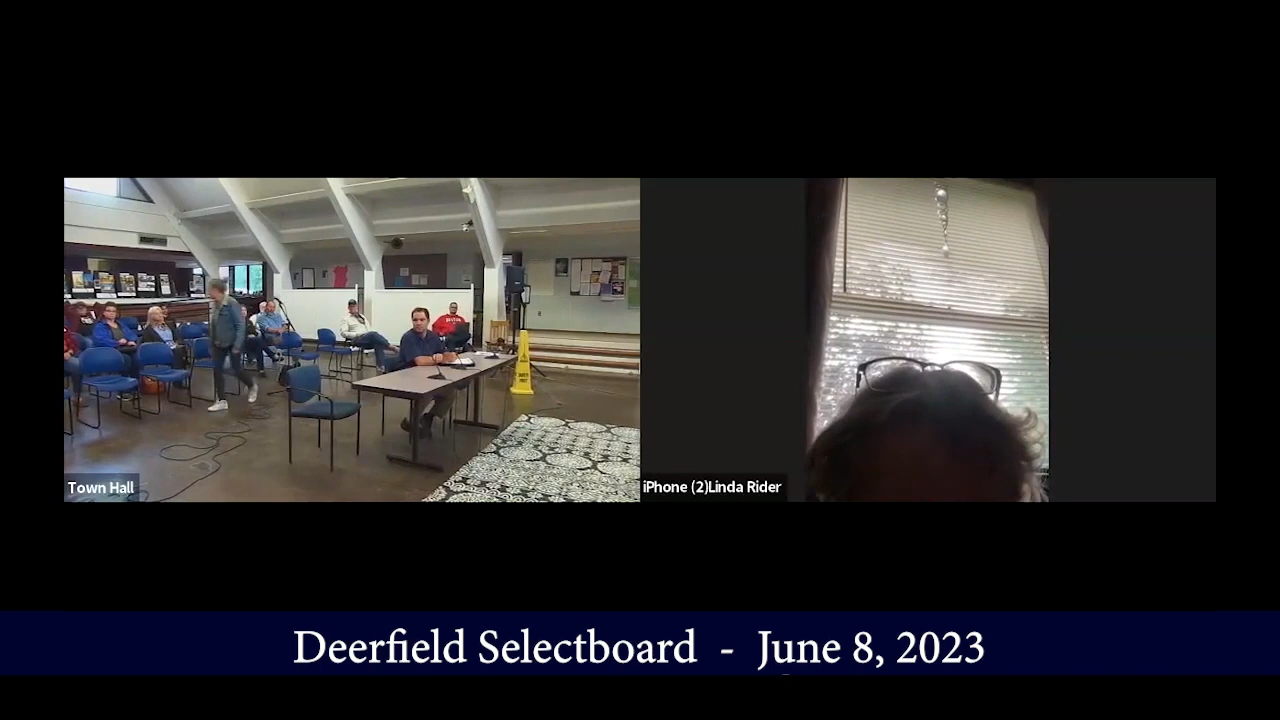 Town Hall
iPhone (2)Linda Rider
Deerfield Selectboard - June 8, 2023